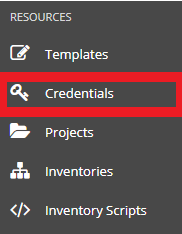 RESOURCES
Templates
Credentials
Projects
Inventories
Inventory Scripts